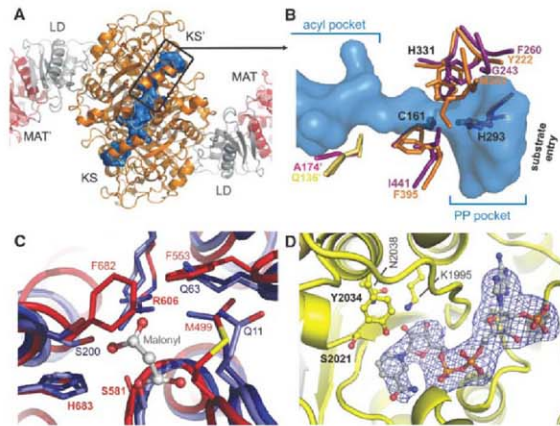 A
LD
KS'
MAT
MAT'
KS
LD
B
acyl pocket
H331
F260
Y222
G243
C161
H293
substrate
entry
A174'
Q136'
I441
F395
PP pocket
C
F682
F553
Q63
R606
M499
Q11
S200
Malonyl
S581
H683
D
N2038
K1995
Y2034
S2021